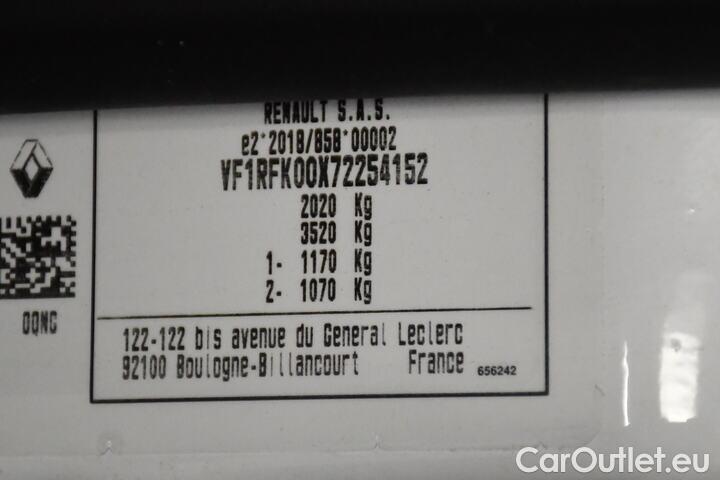 RENAULT S.A.S.
e2*2018/858*00002
VF1RFK00X72254152
2020 Kg
3520 Kg
1- 1170 Kg
2- 1070 Kg
OQNC
122-122 bis avenue du General Leclerc
92100 Boulogne-Billancourt France
656242
CarOutlet.eu